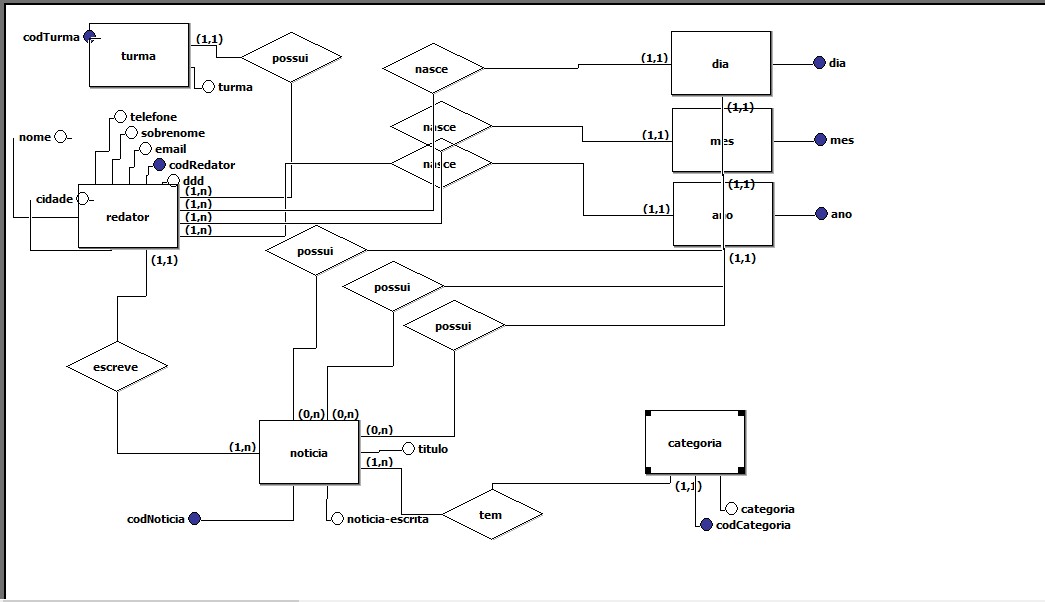 codTurma
turma
(1,1)
possui
turma
nasce
(1,1)
dia
dia
(1,1)
telefone
sobrenome
nome
email
codRedator
ddd
nasce
(1,1)
mes
mes
(1,1)
nasce
cidade
redator
(1,n)
(1,n)
(1,n)
(1,n)
(1,1)
ano
ano
(1,1)
(1,1)
possui
possui
possui
escreve
(0,n)
(0,n)
(0,n)
(1,n)
noticia
titulo
(1,n)
categoria
(1,1)
codNoticia
noticia-escrita
tem
categoria
codCategoria